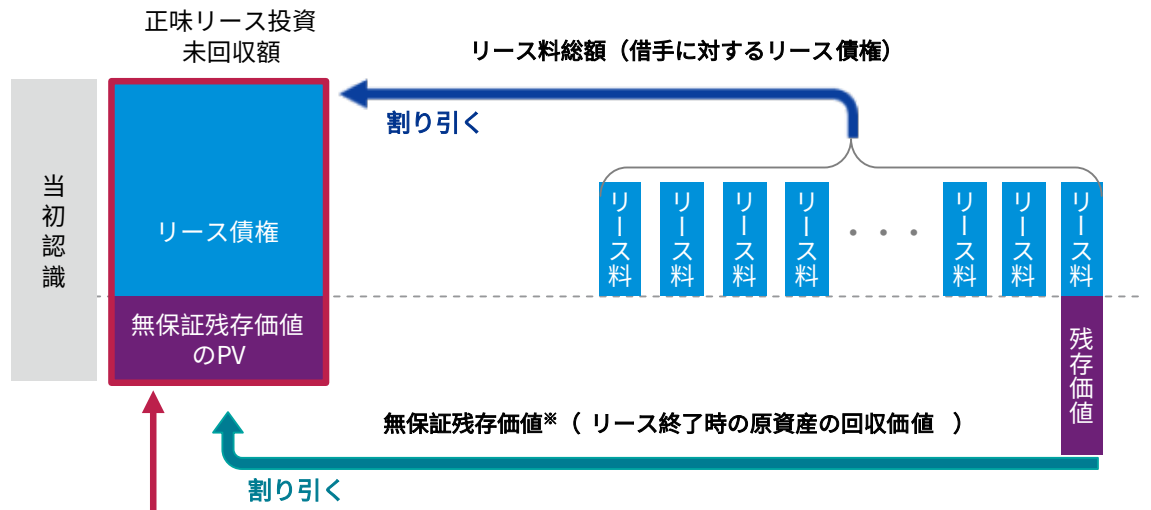 正味リース投資
未回収額
リース料総額（借手に対するリース債権）
割り引く
当初認識
リース債権
無保証残存価値
のPV
リース料
リース料
リース料
リース料
・・・
リース料
リース料
リース料
残存価値
無保証残存価値※（ リース終了時の原資産の回収価値 ）
割り引く